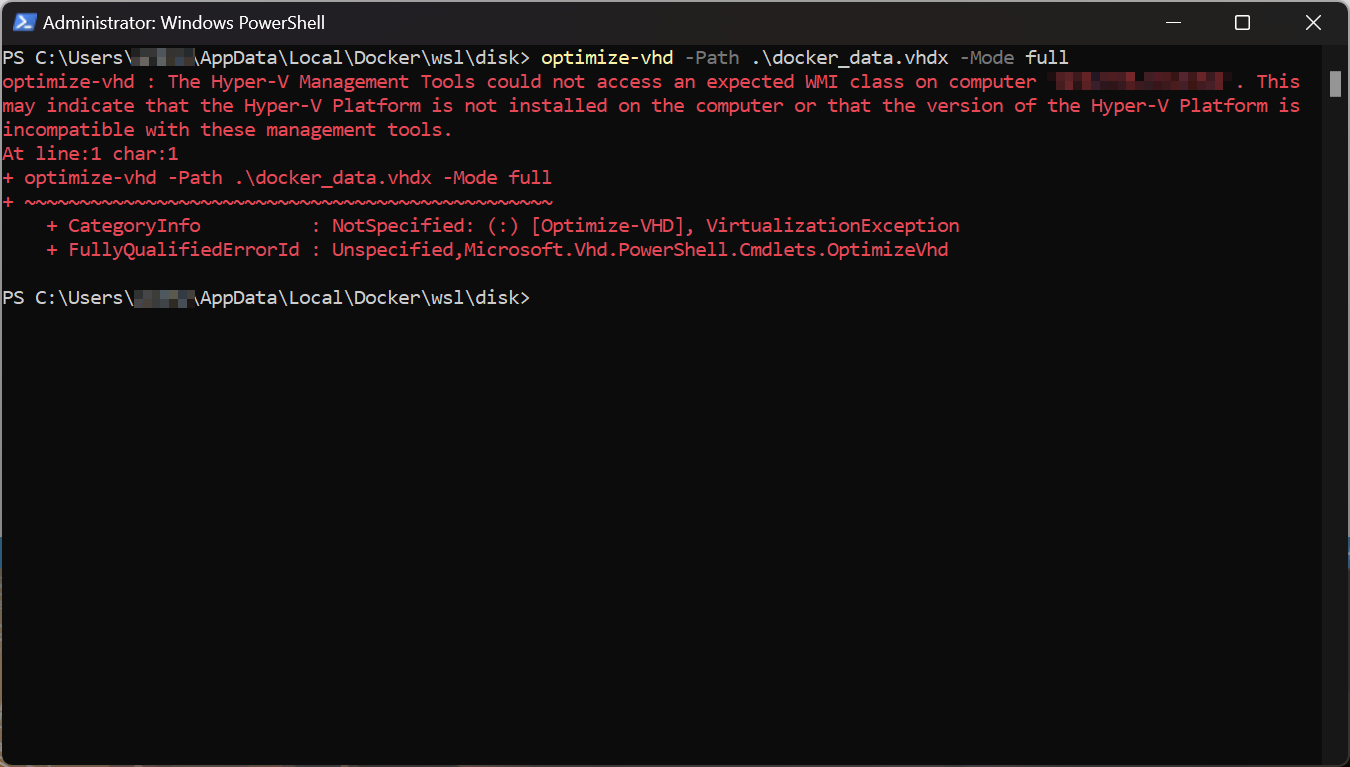 Administrator: Windows PowerShell
PS C:\Users\ \AppData\Local\Docker\wsl\disk> optimize-vhd -Path .\docker_data.vhdx -Mode full
optimize-vhd : The Hyper-V Management Tools could not access an expected WMI class on computer . This
may indicate that the Hyper-V Platform is not installed on the computer or that the version of the Hyper-V Platform is
incompatible with these management tools.
At line:1 char:1
+ optimize-vhd -Path .\docker_data.vhdx -Mode full
+ ~~~~~~~~~~~~~~~~~~~~~~~~~~~~~~~~~~~~~~~~~~~~~~~~
    + CategoryInfo          : NotSpecified: (:) [Optimize-VHD], VirtualizationException
    + FullyQualifiedErrorId : Unspecified,Microsoft.Vhd.PowerShell.Cmdlets.OptimizeVhd
PS C:\Users\ \AppData\Local\Docker\wsl\disk>